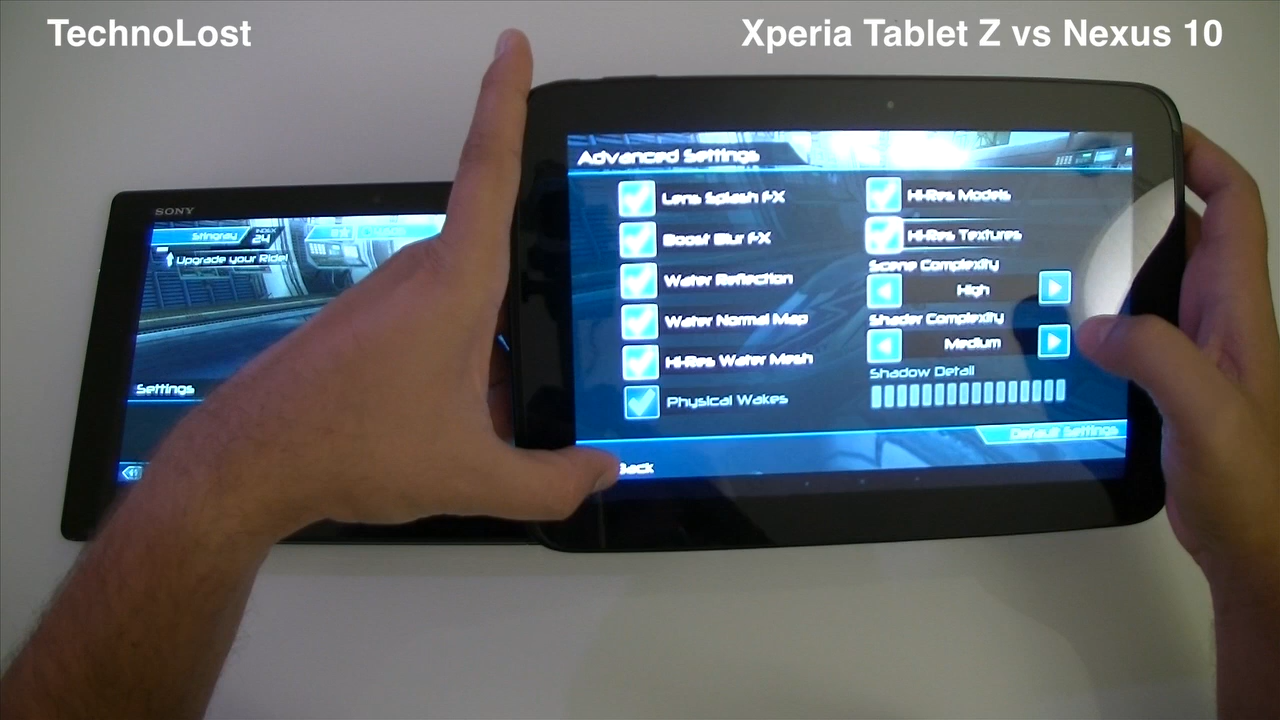 TechnoLost
Xperia Tablet Z vs Nexus 10
SONY
Stingray
INDEX
24
Upgrade your Ride!
Settings
Advanced Settings
Lens Splash FX
Boost Blur FX
Water Reflection
Water Normal Map
Hi-Res Water Mesh
Physical Wakes
Hi-Res Models
Hi-Res Textures
Scene Complexity
High
Shader Complexity
Medium
Shadow Detail
Default Settings
Back